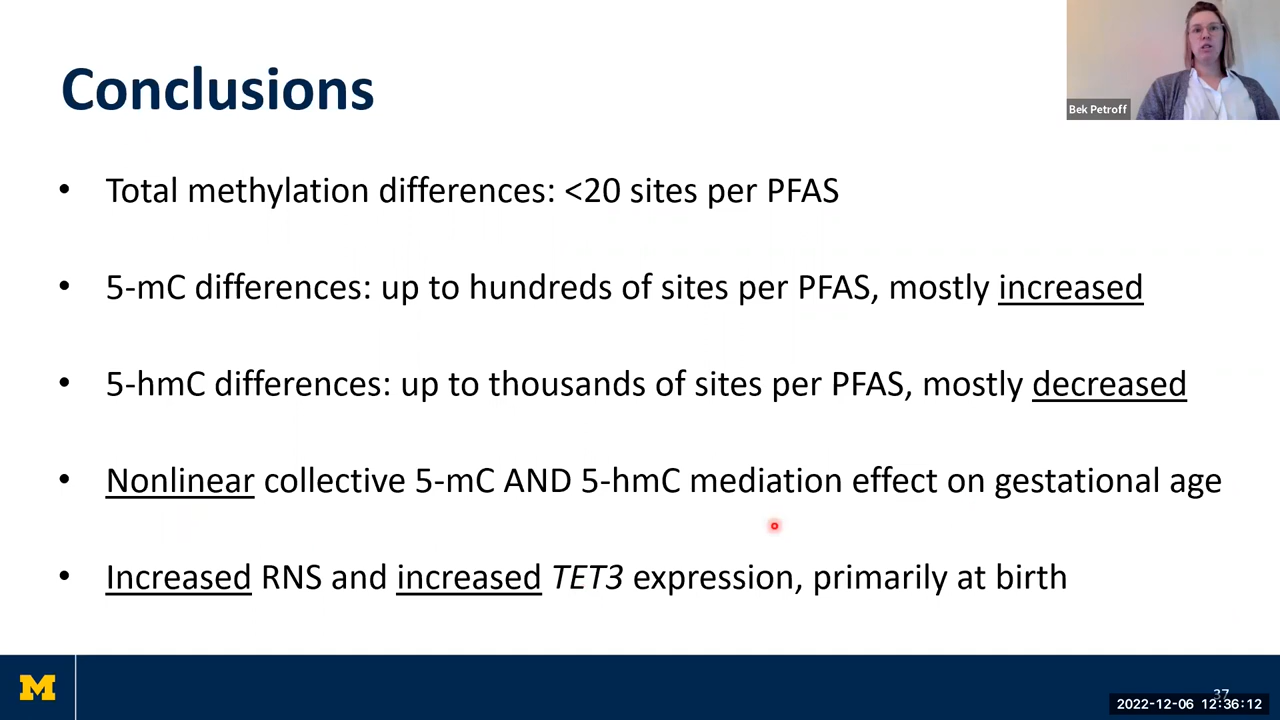 Conclusions
Bek Petroff
• Total methylation differences: <20 sites per PFAS
• 5-mC differences: up to hundreds of sites per PFAS, mostly increased
• 5-hmC differences: up to thousands of sites per PFAS, mostly decreased
• Nonlinear collective 5-mC AND 5-hmC mediation effect on gestational age
• Increased RNS and increased TET3 expression, primarily at birth
M
37
2022-12-06 12:36:12